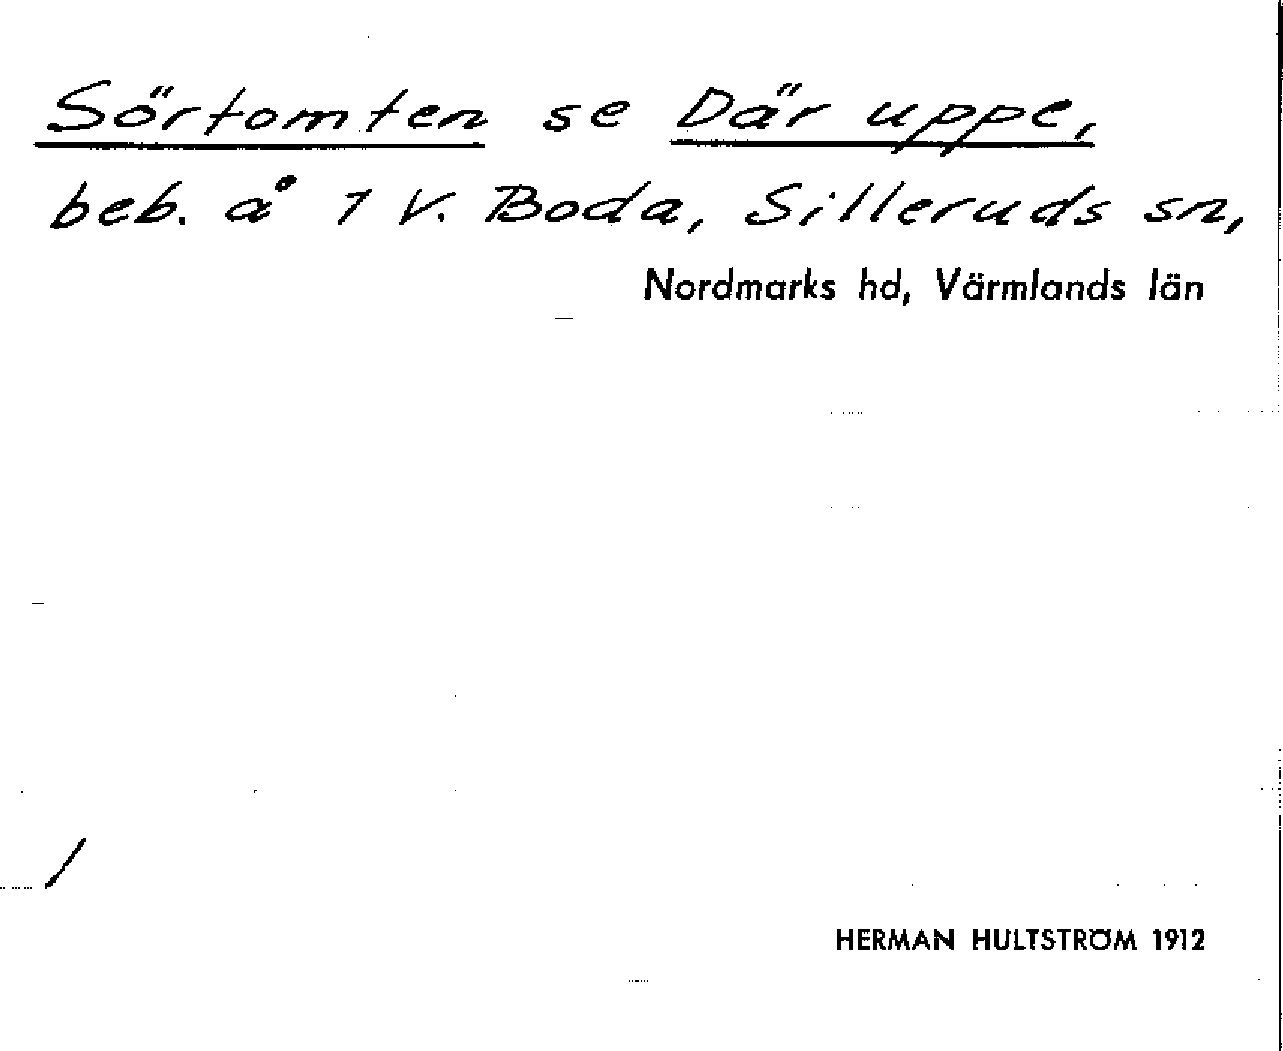 Sörtomten se Där uppe,
beb. å 1 V. Boda, Silleruds sn,
Nordmarks hd, Värmlands län
/
HERMAN HULTSTRÖM 1912